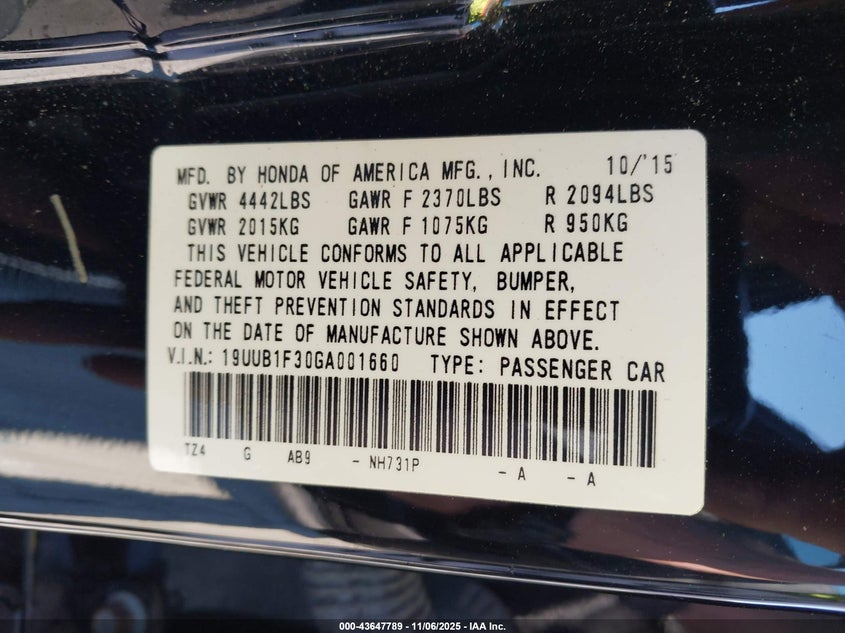 MFD. BY HONDA OF AMERICA MFG., INC. 10/'15
GVWR 4442LBS GAWR F 2370LBS R 2094LBS
GVWR 2015KG GAWR F 1075KG R 950KG
THIS VEHICLE CONFORMS TO ALL APPLICABLE
FEDERAL MOTOR VEHICLE SAFETY, BUMPER,
AND THEFT PREVENTION STANDARDS IN EFFECT
ON THE DATE OF MANUFACTURE SHOWN ABOVE.
V.I.N.: 19UUB1F30GA001660 TYPE: PASSENGER CAR
TZ4 G AB9 - NH731P - A - A
000-43647789 - 11/06/2025 - IAA Inc.